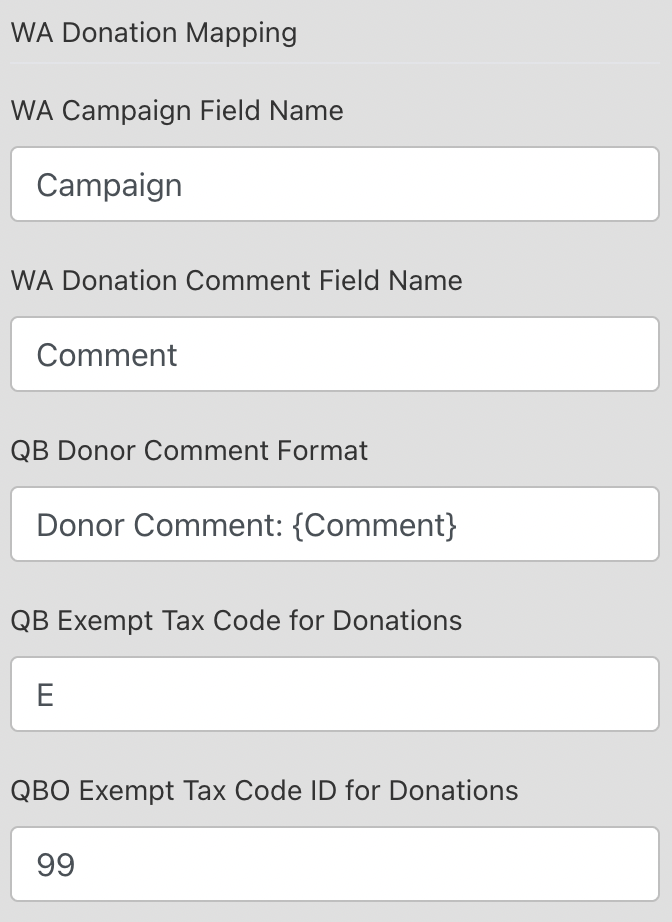 WA Donation Mapping
WA Campaign Field Name
Campaign
WA Donation Comment Field Name
Comment
QB Donor Comment Format
Donor Comment: {Comment}
QB Exempt Tax Code for Donations
E
QBO Exempt Tax Code ID for Donations
99